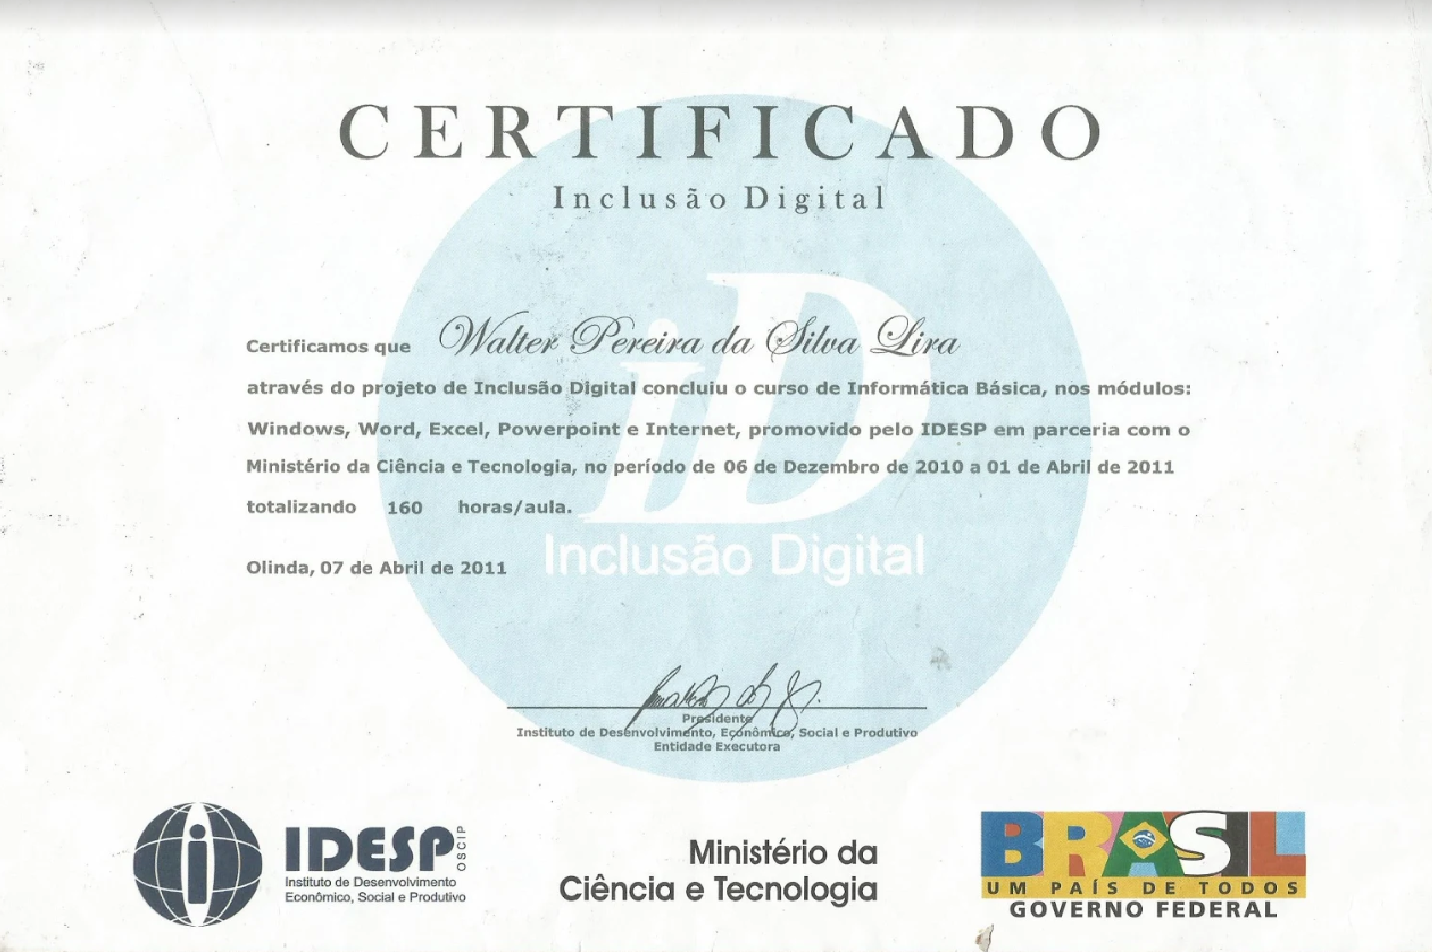 CERTIFICADO
Inclusão Digital
Certificamos que Walter Pereira da Silva Lira
através do projeto de Inclusão Digital concluiu o curso de Informática Básica, nos módulos:
Windows, Word, Excel, Powerpoint e Internet, promovido pelo IDESP em parceria com o
Ministério da Ciência e Tecnologia, no período de 06 de Dezembro de 2010 a 01 de Abril de 2011
totalizando 160 horas/aula.
iD
Inclusão Digital
Olinda, 07 de Abril de 2011
Presidente
Instituto de Desenvolvimento, Econômico, Social e Produtivo
Entidade Executora
i IDESP OSCIP
Instituto de Desenvolvimento
Econômico, Social e Produtivo
Ministério da
Ciência e Tecnologia
BRASIL
UM PAÍS DE TODOS
GOVERNO FEDERAL